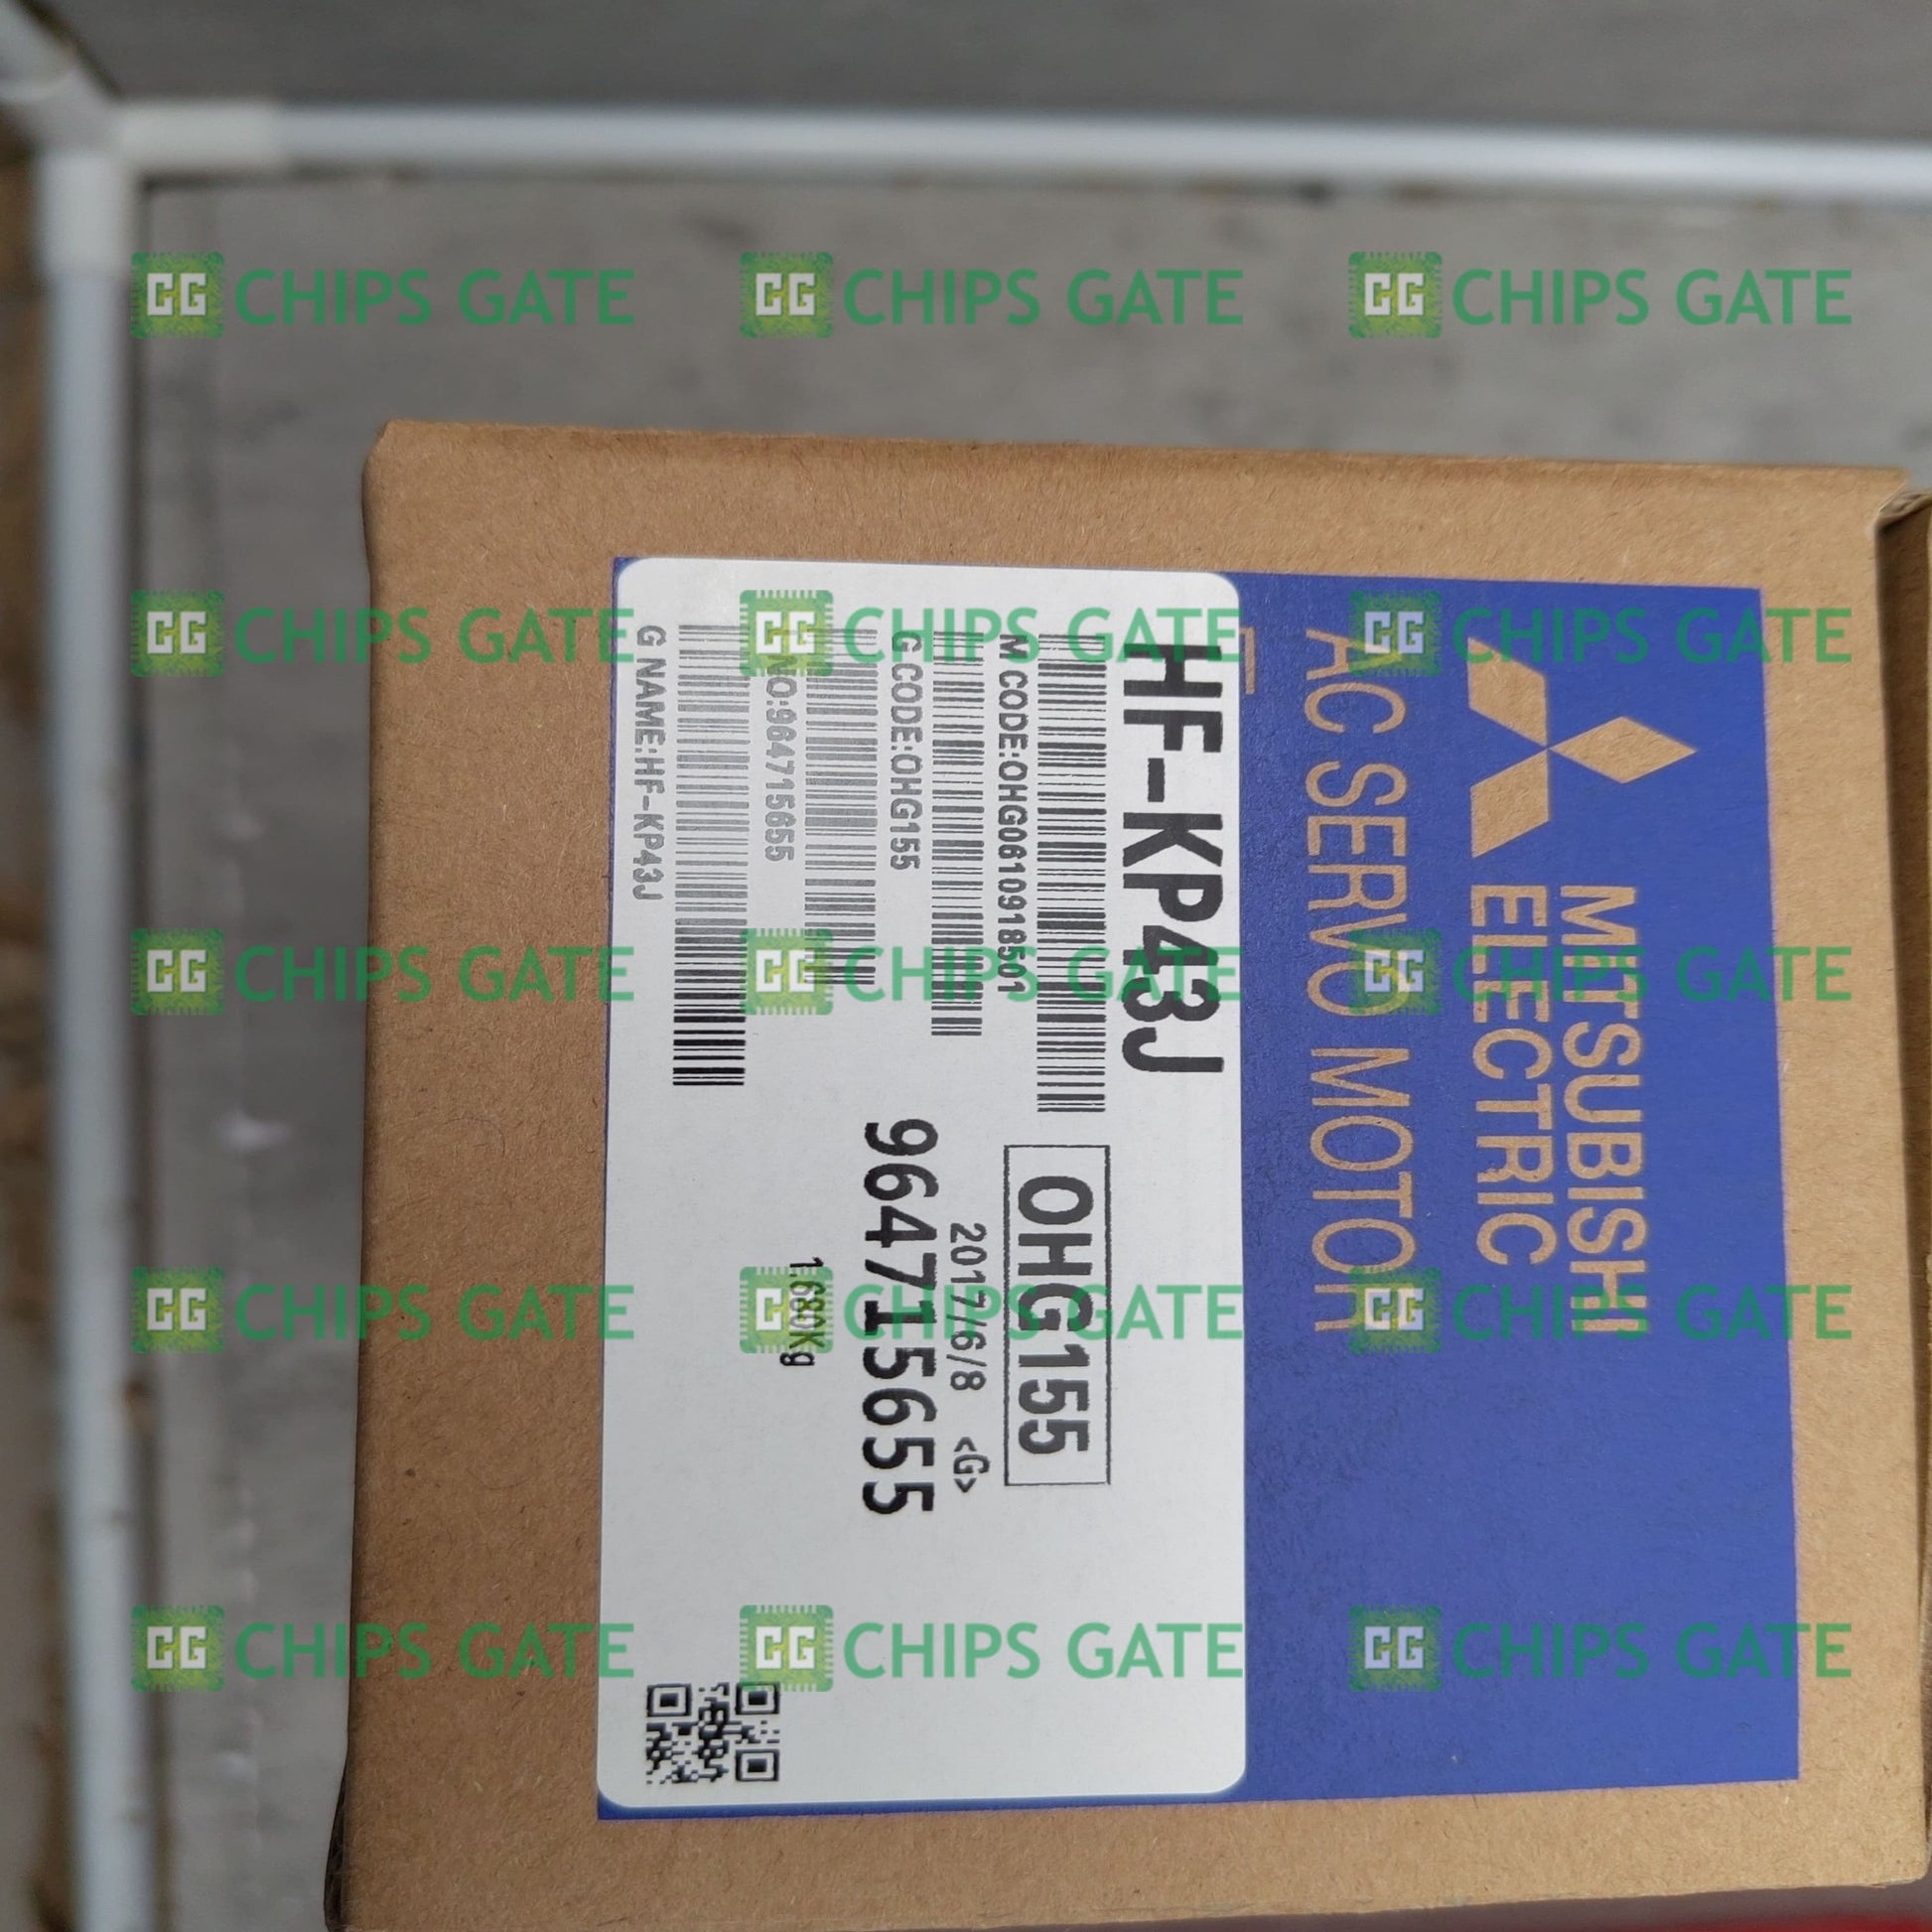 MITSUBISHI
ELECTRIC
AC SERVO MOTOR
HF-KP43J
M CODE:OHG0610918501
G CODE:OHG155
NO:964715655
G NAME:HF-KP43J
OHG155
2017/6/8 <G>
964715655
1.680Kg
CG CHIPS GATE CG CHIPS GATE CG CHIPS GATE
CG CHIPS GATE CG CHIPS GATE CG CHIPS GATE
CG CHIPS GATE CG CHIPS GATE CG CHIPS GATE
CG CHIPS GATE CG CHIPS GATE CG CHIPS GATE
CG CHIPS GATE CG CHIPS GATE CG CHIPS GATE